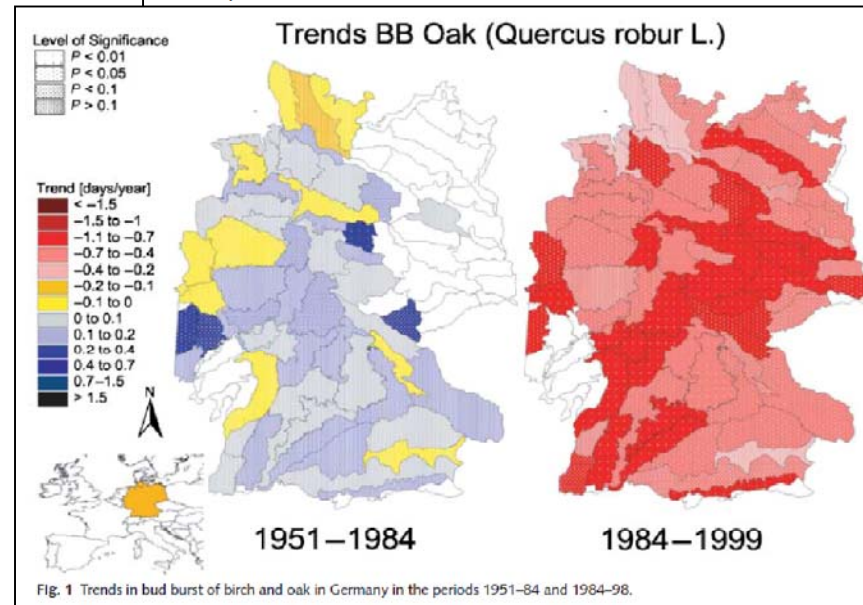 Trends BB Oak (Quercus robur L.)
Level of Significance
P < 0.01
P < 0.05
P < 0.1
P > 0.1
Trend [days/year]
< −1.5
−1.5 to −1
−1.1 to −0.7
−0.7 to −0.4
−0.4 to −0.2
−0.2 to −0.1
−0.1 to 0
0 to 0.1
0.1 to 0.2
0.2 to 0.4
0.4 to 0.7
0.7–1.5
> 1.5
N
1951–1984
1984–1999
Fig. 1 Trends in bud burst of birch and oak in Germany in the periods 1951–84 and 1984–98.